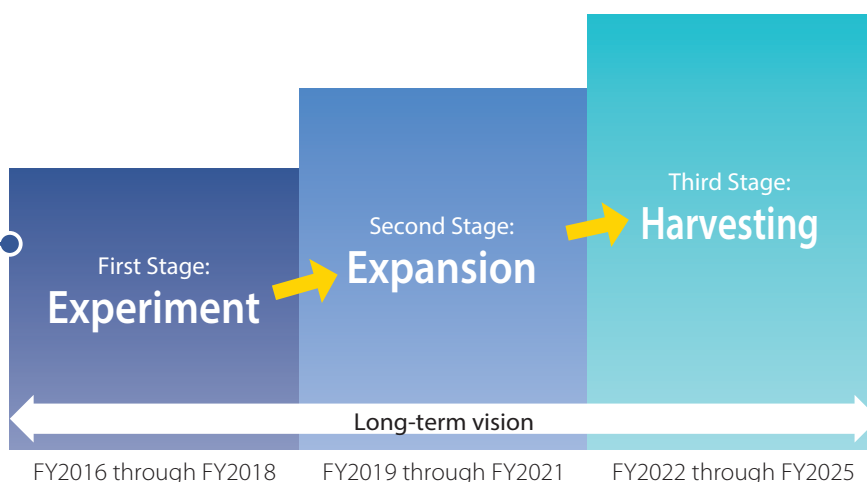 First Stage:
Experiment
Second Stage:
Expansion
Third Stage:
Harvesting
Long-term vision
FY2016 through FY2018
FY2019 through FY2021
FY2022 through FY2025